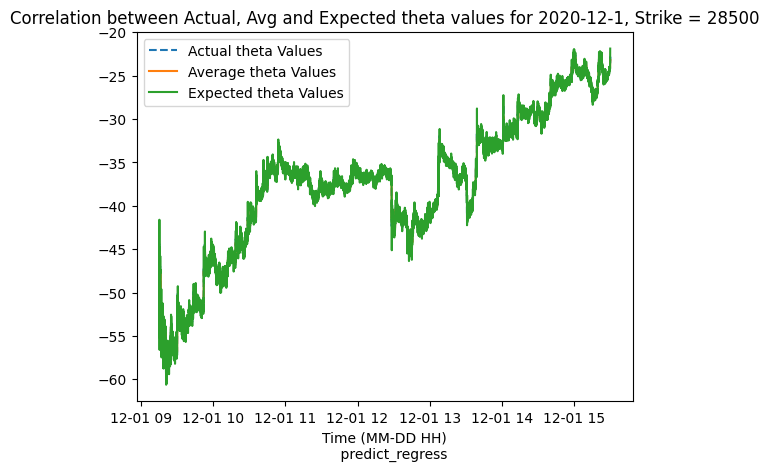 Correlation between Actual, Avg and Expected theta values for 2020-12-1, Strike = 28500
−20
−25
−30
−35
−40
−45
−50
−55
−60
Actual theta Values
Average theta Values
Expected theta Values
12-01 09 12-01 10 12-01 11 12-01 12 12-01 13 12-01 14 12-01 15
Time (MM-DD HH)
predict_regress